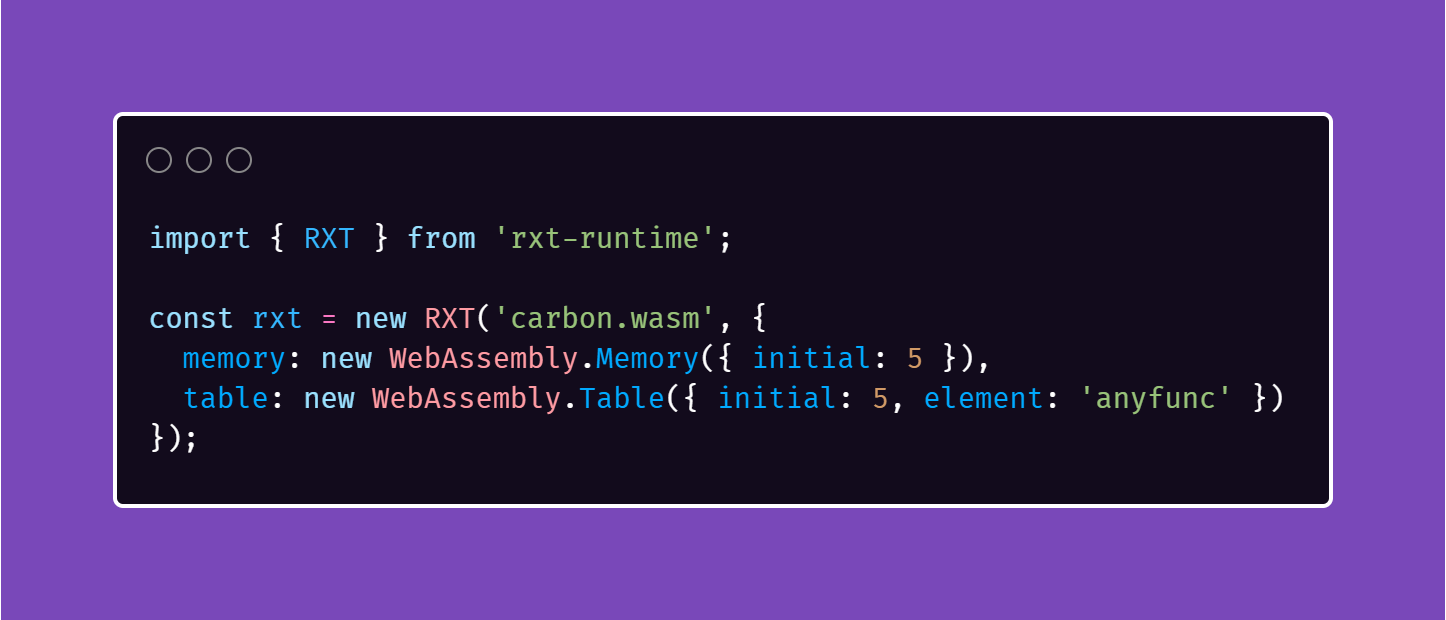 import { RXT } from 'rxt-runtime';
const rxt = new RXT('carbon.wasm', {
  memory: new WebAssembly.Memory({ initial: 5 }),
  table: new WebAssembly.Table({ initial: 5, element: 'anyfunc' })
});